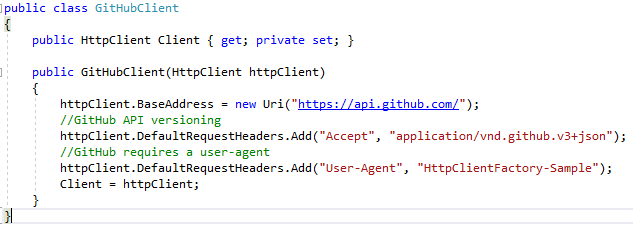 public class GitHubClient
{
public HttpClient Client { get; private set; }
public GitHubClient(HttpClient httpClient)
{
httpClient.BaseAddress = new Uri("https://api.github.com/");
//GitHub API versioning
httpClient.DefaultRequestHeaders.Add("Accept", "application/vnd.github.v3+json");
//GitHub requires a user-agent
httpClient.DefaultRequestHeaders.Add("User-Agent", "HttpClientFactory-Sample");
Client = httpClient;
}
}